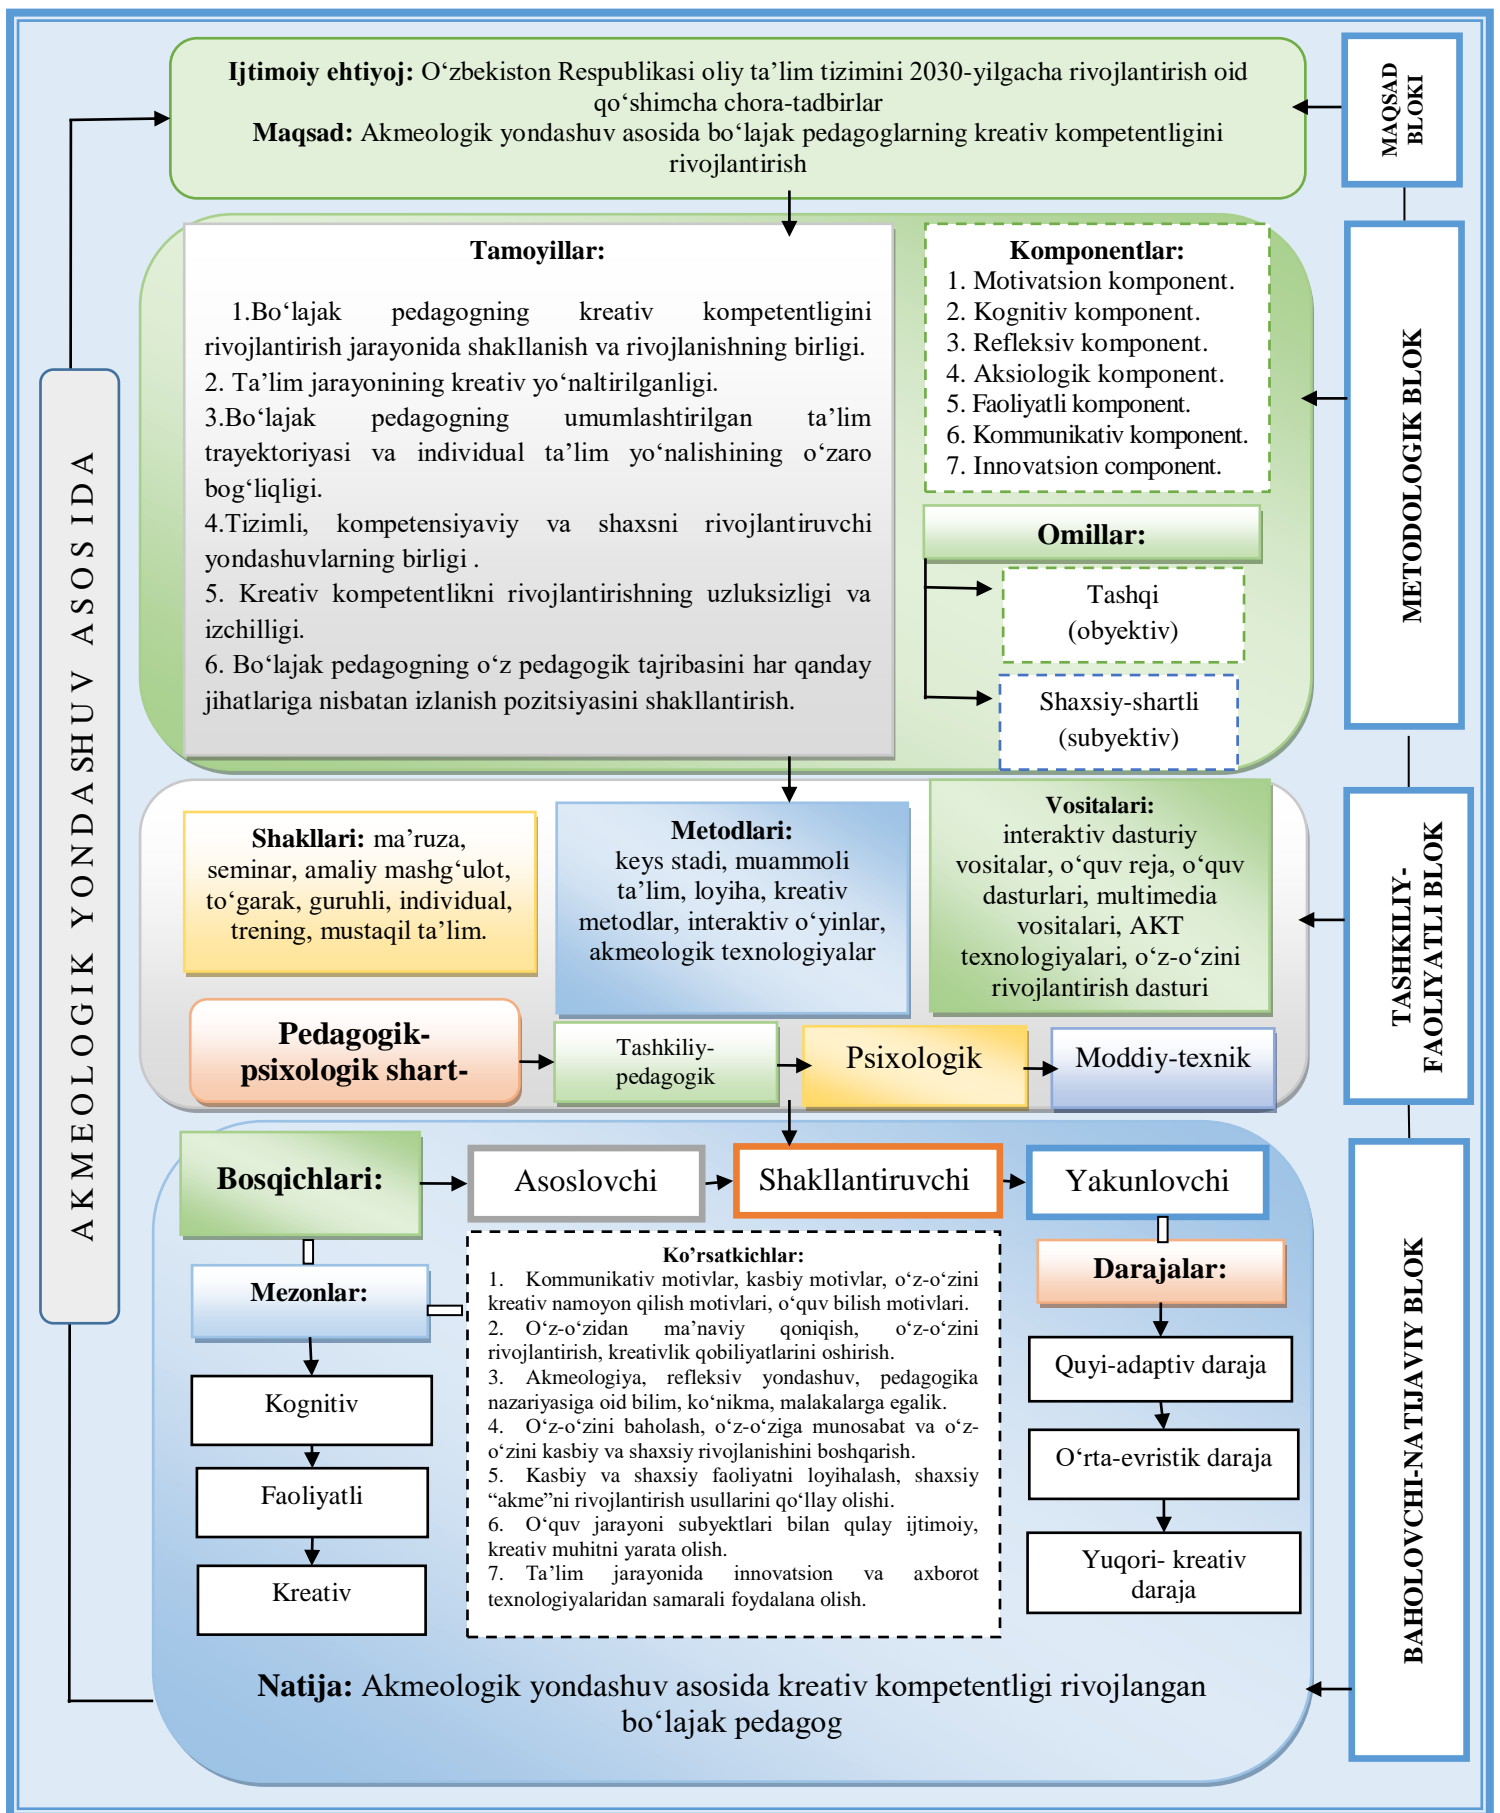 Ijtimoiy ehtiyoj: O‘zbekiston Respublikasi oliy ta’lim tizimini 2030-yilgacha rivojlantirish oid
qo‘shimcha chora-tadbirlar
Maqsad: Akmeologik yondashuv asosida bo‘lajak pedagoglarning kreativ kompetentligini
rivojlantirish
MAQSAD
BLOKI
AKMEOLOGIK YONDASHUV ASOSIDA
Tamoyillar:
1.Bo‘lajak pedagogning kreativ kompetentligini
rivojlantirish jarayonida shakllanish va rivojlanishning birligi.
2. Ta’lim jarayonining kreativ yo‘naltirilganligi.
3.Bo‘lajak pedagogning umumlashtirilgan ta’lim
trayektoriyasi va individual ta’lim yo‘nalishining o‘zaro
bog‘liqligi.
4.Tizimli, kompetensiyaviy va shaxsni rivojlantiruvchi
yondashuvlarning birligi .
5. Kreativ kompetentlikni rivojlantirishning uzluksizligi va
izchilligi.
6. Bo‘lajak pedagogning o‘z pedagogik tajribasini har qanday
jihatlariga nisbatan izlanish pozitsiyasini shakllantirish.
Komponentlar:
1. Motivatsion komponent.
2. Kognitiv komponent.
3. Refleksiv komponent.
4. Aksiologik komponent.
5. Faoliyatli komponent.
6. Kommunikativ komponent.
7. Innovatsion component.
Omillar:
Tashqi
(obyektiv)
Shaxsiy-shartli
(subyektiv)
METODOLOGIK BLOK
Shakllari: ma’ruza,
seminar, amaliy mashg‘ulot,
to‘garak, guruhli, individual,
trening, mustaqil ta’lim.
Metodlari:
keys stadi, muammoli
ta’lim, loyiha, kreativ
metodlar, interaktiv o‘yinlar,
akmeologik texnologiyalar
Vositalari:
interaktiv dasturiy
vositalar, o‘quv reja, o‘quv
dasturlari, multimedia
vositalari, AKT
texnologiyalari, o‘z-o‘zini
rivojlantirish dasturi
Pedagogik-
psixologik shart-
Tashkiliy-
pedagogik
Psixologik
Moddiy-texnik
TASHKILIY-
FAOLIYATLI BLOK
Bosqichlari:
Asoslovchi
Shakllantiruvchi
Yakunlovchi
Mezonlar:
Kognitiv
Faoliyatli
Kreativ
Ko’rsatkichlar:
1. Kommunikativ motivlar, kasbiy motivlar, o‘z-o‘zini
kreativ namoyon qilish motivlari, o‘quv bilish motivlari.
2. O‘z-o‘zidan ma’naviy qoniqish, o‘z-o‘zini
rivojlantirish, kreativlik qobiliyatlarini oshirish.
3. Akmeologiya, refleksiv yondashuv, pedagogika
nazariyasiga oid bilim, ko‘nikma, malakalarga egalik.
4. O‘z-o‘zini baholash, o‘z-o‘ziga munosabat va o‘z-
o‘zini kasbiy va shaxsiy rivojlanishini boshqarish.
5. Kasbiy va shaxsiy faoliyatni loyihalash, shaxsiy
“akme”ni rivojlantirish usullarini qo‘llay olishi.
6. O‘quv jarayoni subyektlari bilan qulay ijtimoiy,
kreativ muhitni yarata olish.
7. Ta’lim jarayonida innovatsion va axborot
texnologiyalaridan samarali foydalana olish.
Darajalar:
Quyi-adaptiv daraja
O‘rta-evristik daraja
Yuqori- kreativ
daraja
BAHOLOVCHI-NATIJAVIY BLOK
Natija: Akmeologik yondashuv asosida kreativ kompetentligi rivojlangan
bo‘lajak pedagog